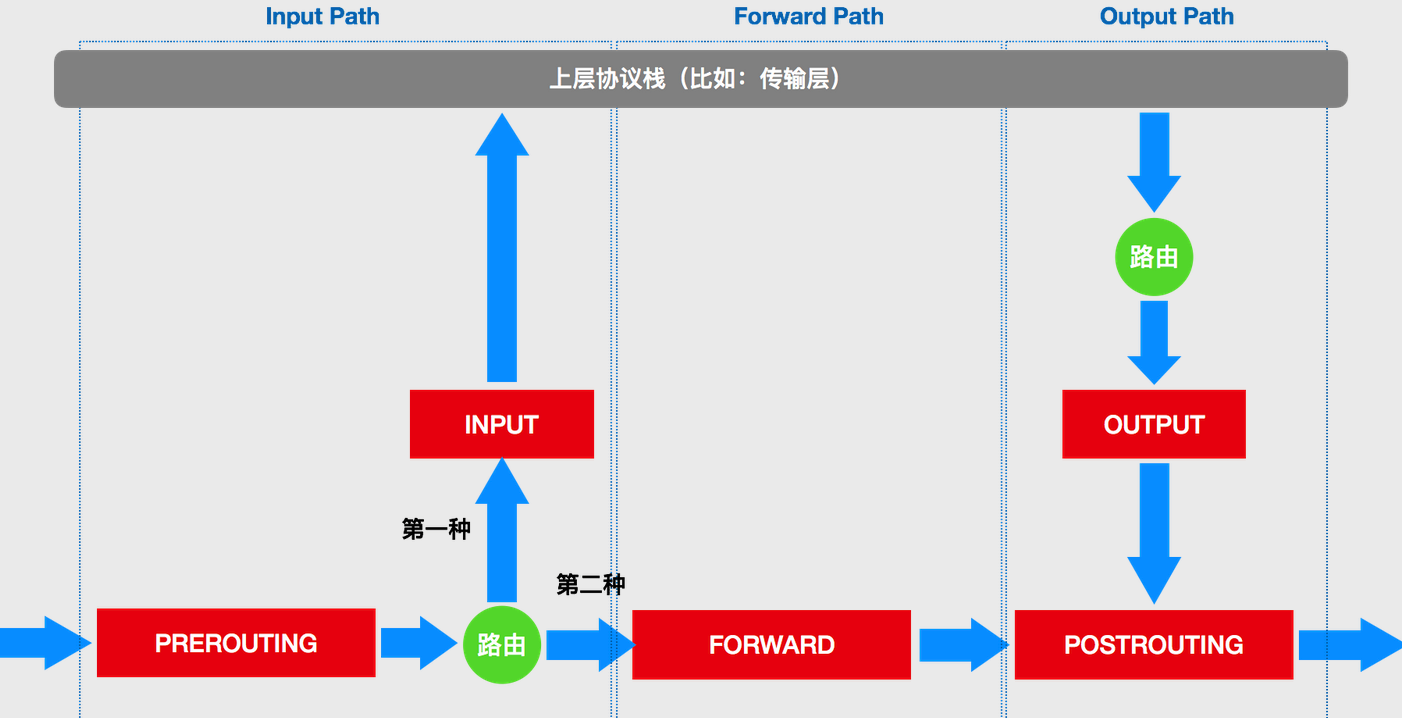 Input Path
Forward Path
Output Path
上层协议栈（比如：传输层）
路由
INPUT
OUTPUT
第一种
第二种
PREROUTING
路由
FORWARD
POSTROUTING